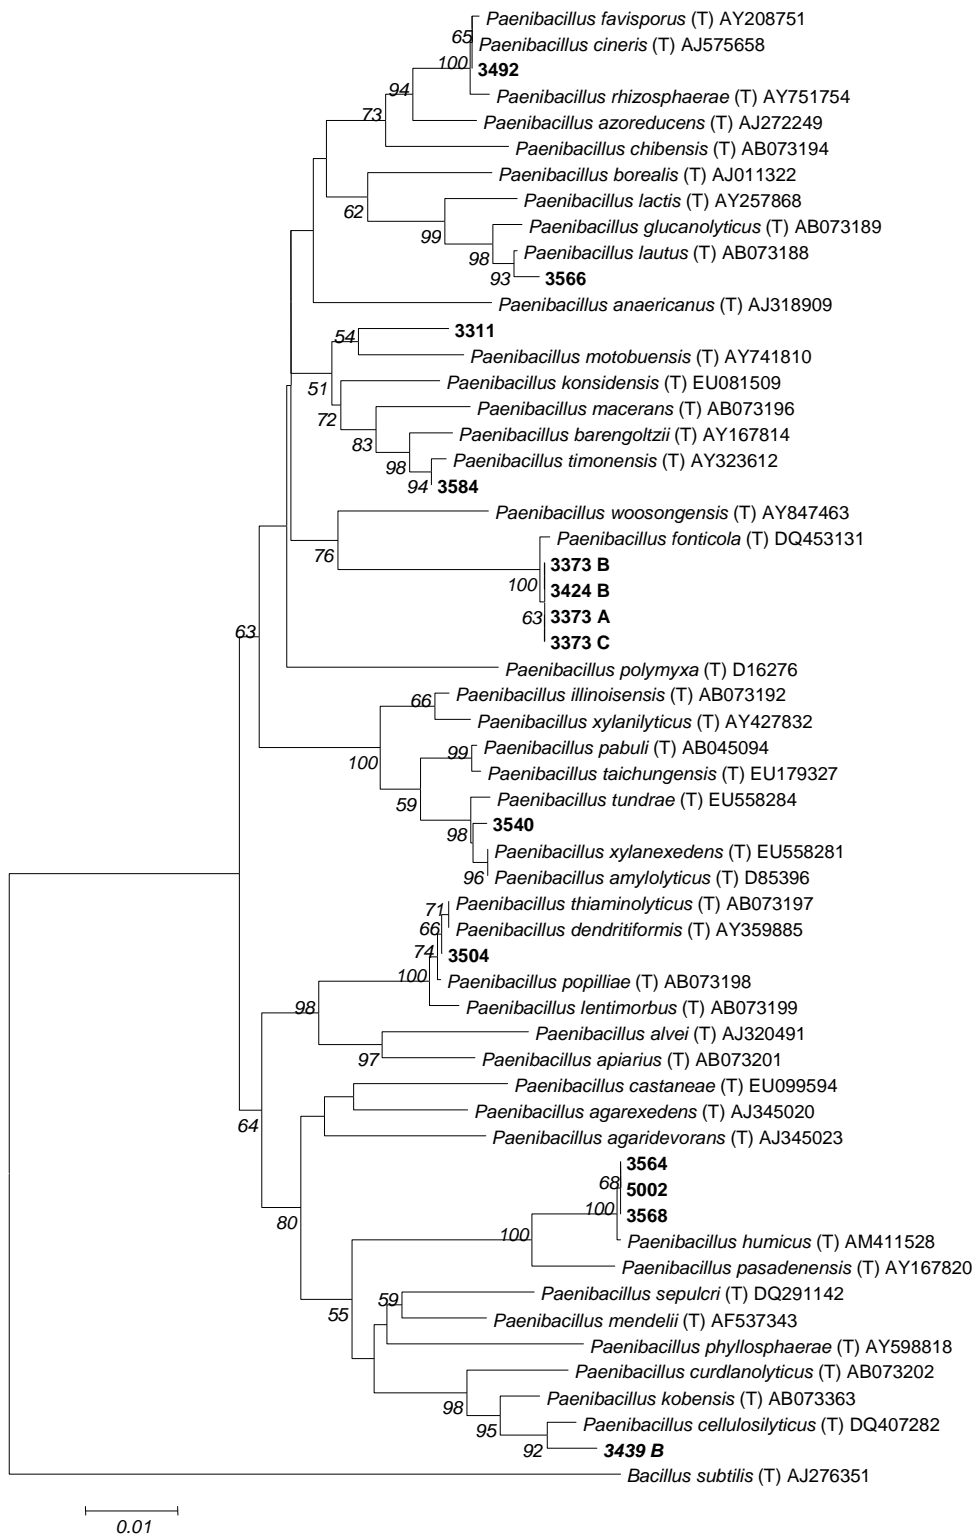 Paenibacillus favisporus (T) AY208751
65
Paenibacillus cineris (T) AJ575658
100
3492
94
Paenibacillus rhizosphaerae (T) AY751754
73
Paenibacillus azoreducens (T) AJ272249
Paenibacillus chibensis (T) AB073194
Paenibacillus borealis (T) AJ011322
62
Paenibacillus lactis (T) AY257868
99
Paenibacillus glucanolyticus (T) AB073189
98
Paenibacillus lautus (T) AB073188
93
3566
Paenibacillus anaericanus (T) AJ318909
54
3311
Paenibacillus motobuensis (T) AY741810
51
Paenibacillus konsidensis (T) EU081509
72
Paenibacillus macerans (T) AB073196
83
Paenibacillus barengoltzii (T) AY167814
98
Paenibacillus timonensis (T) AY323612
94
3584
Paenibacillus woosongensis (T) AY847463
76
Paenibacillus fonticola (T) DQ453131
3373 B
100
3424 B
63
3373 A
63
3373 C
Paenibacillus polymyxa (T) D16276
66
Paenibacillus illinoisensis (T) AB073192
Paenibacillus xylanilyticus (T) AY427832
100
99
Paenibacillus pabuli (T) AB045094
Paenibacillus taichungensis (T) EU179327
59
Paenibacillus tundrae (T) EU558284
98
3540
Paenibacillus xylanexedens (T) EU558281
96
Paenibacillus amylolyticus (T) D85396
71
Paenibacillus thiaminolyticus (T) AB073197
66
Paenibacillus dendritiformis (T) AY359885
74
3504
100
Paenibacillus popilliae (T) AB073198
98
Paenibacillus lentimorbus (T) AB073199
Paenibacillus alvei (T) AJ320491
97
Paenibacillus apiarius (T) AB073201
Paenibacillus castaneae (T) EU099594
64
Paenibacillus agarexedens (T) AJ345020
Paenibacillus agaridevorans (T) AJ345023
3564
68
5002
80
100
3568
100
Paenibacillus humicus (T) AM411528
Paenibacillus pasadenensis (T) AY167820
55
59
Paenibacillus sepulcri (T) DQ291142
Paenibacillus mendelii (T) AF537343
Paenibacillus phyllosphaerae (T) AY598818
Paenibacillus curdlanolyticus (T) AB073202
98
Paenibacillus kobensis (T) AB073363
95
Paenibacillus cellulosilyticus (T) DQ407282
92
3439 B
Bacillus subtilis (T) AJ276351
0.01